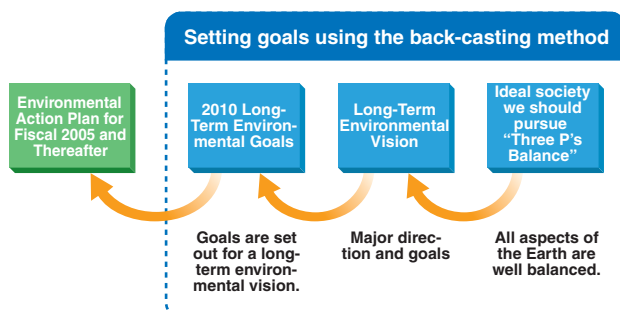 Setting goals using the back-casting method
Environmental
Action Plan for
Fiscal 2005 and
Thereafter
2010 Long-
Term Environ-
mental Goals
Long-Term
Environmental
Vision
Ideal society
we should
pursue
“Three P’s
Balance”
Goals are set
out for a long-
term environ-
mental vision.
Major direc-
tion and goals
All aspects of
the Earth are
well balanced.